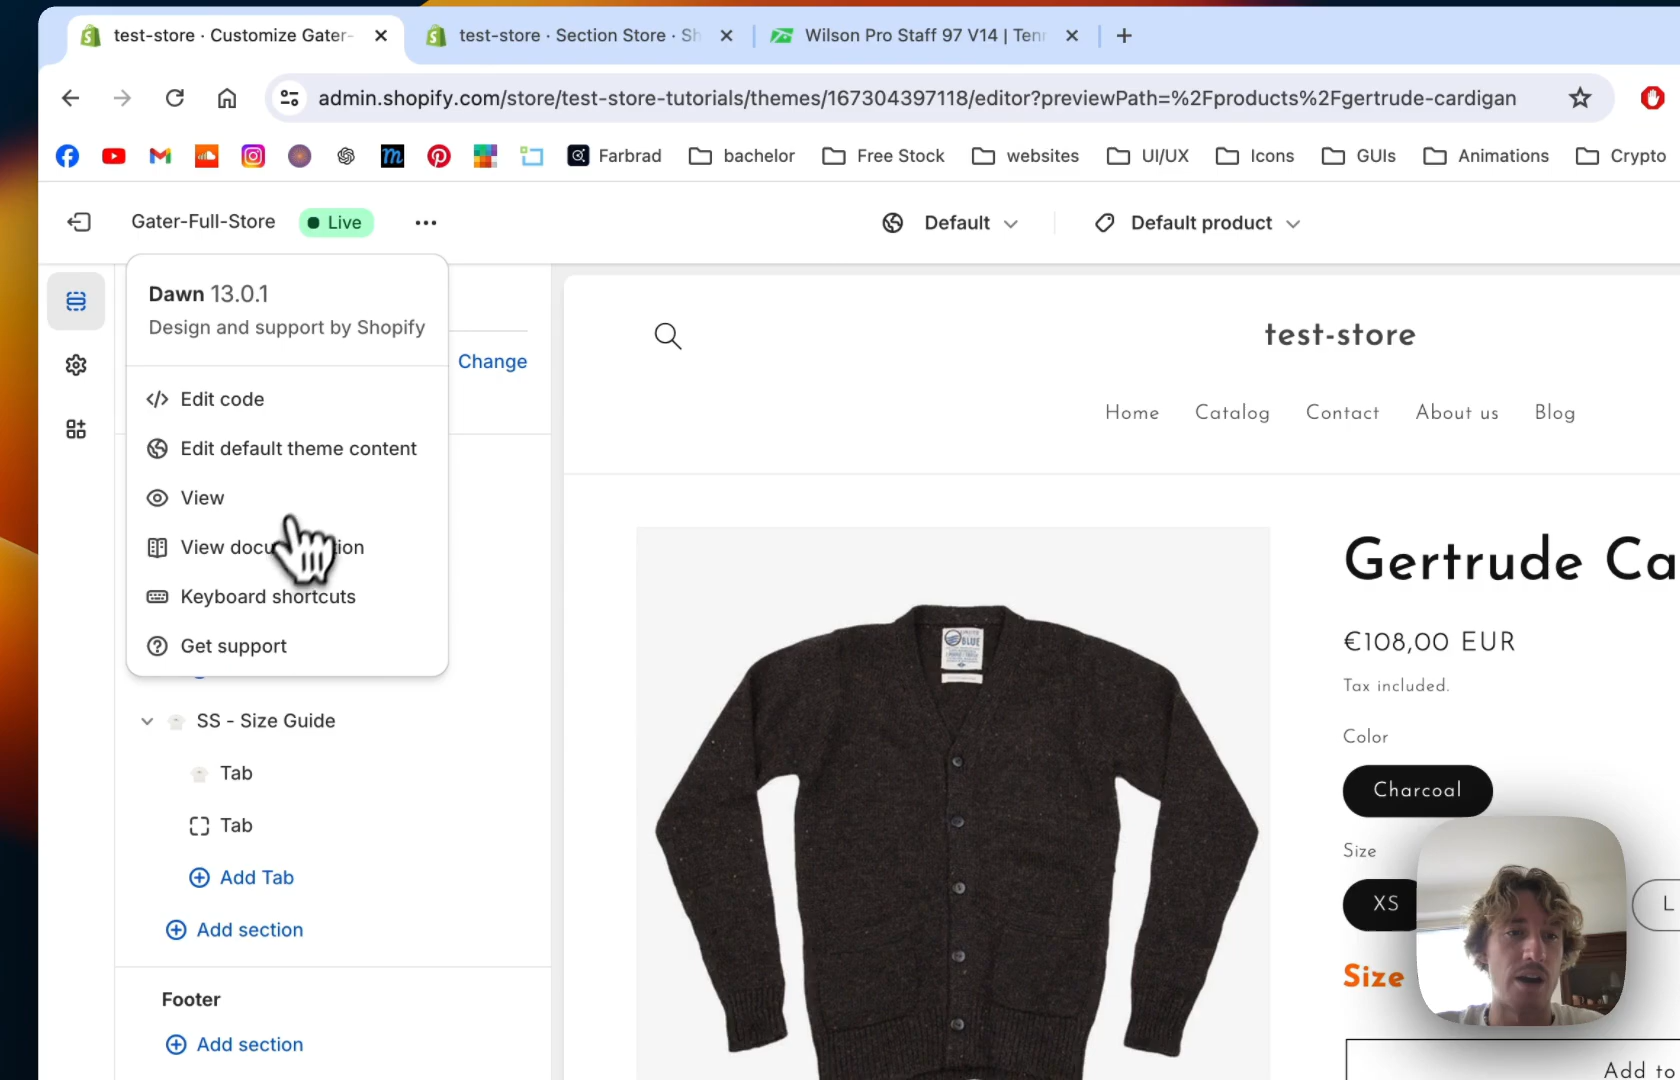 test-store · Customize Gater-
test-store · Section Store · Sh
Wilson Pro Staff 97 V14 | Tenn
admin.shopify.com/store/test-store-tutorials/themes/167304397118/editor?previewPath=%2Fproducts%2Fgertrude-cardigan
Farbrad
bachelor
Free Stock
websites
UI/UX
Icons
GUIs
Animations
Crypto
Gater-Full-Store
Live
Default
Default product
Dawn 13.0.1
Design and support by Shopify
Change
Edit code
Edit default theme content
View
View docu
ion
Keyboard shortcuts
Get support
SS - Size Guide
Tab
Tab
Add Tab
Add section
Footer
Add section
test-store
Home
Catalog
Contact
About us
Blog
BLUE
Gertrude Ca
€108,00 EUR
Tax included.
Color
Charcoal
Size
XS
L
Size
Add to